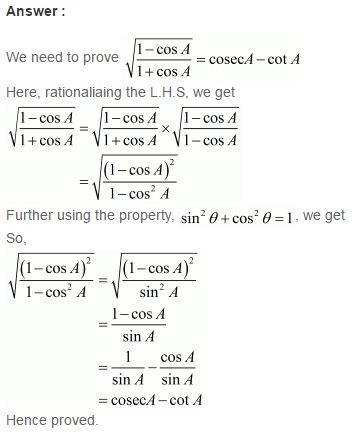 Answer :
We need to prove √((1−cos A)/(1+cos A)) = cosecA−cot A
Here, rationaliaing the L.H.S, we get
√((1−cos A)/(1+cos A)) = √((1−cos A)/(1+cos A)) × √((1−cos A)/(1−cos A))
= √((1−cos A)²/(1−cos² A))
Further using the property, sin² θ+cos² θ=1, we get
So,
√((1−cos A)²/(1−cos² A)) = √((1−cos A)²/sin² A)
= (1−cos A)/sin A
= 1/sin A − cos A/sin A
= cosecA−cot A
Hence proved.